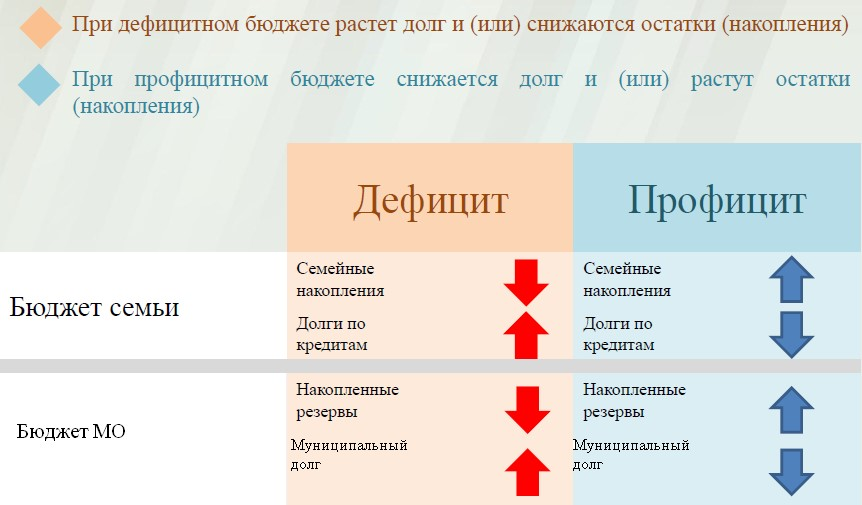 При дефицитном бюджете растет долг и (или) снижаются остатки (накопления)
При профицитном бюджете снижается долг и (или) растут остатки
(накопления)
Дефицит
Профицит
Бюджет семьи
Семейные
накопления
Долги по
кредитам
Семейные
накопления
Долги по
кредитам
Бюджет МО
Накопленные
резервы
Муниципальный
долг
Накопленные
резервы
Муниципальный
долг